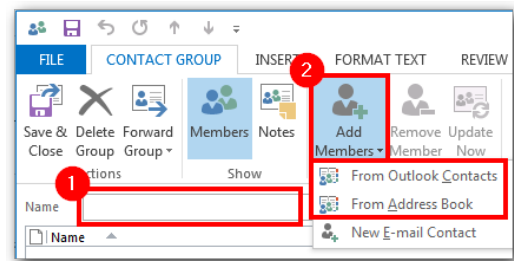 FILE CONTACT GROUP INSERT FORMAT TEXT REVIEW
2
Save & Close Delete Group Forward Group Members Notes Add Members Remove Member Update Now
ctions Show
1
From Outlook Contacts
Name From Address Book
Name New E-mail Contact